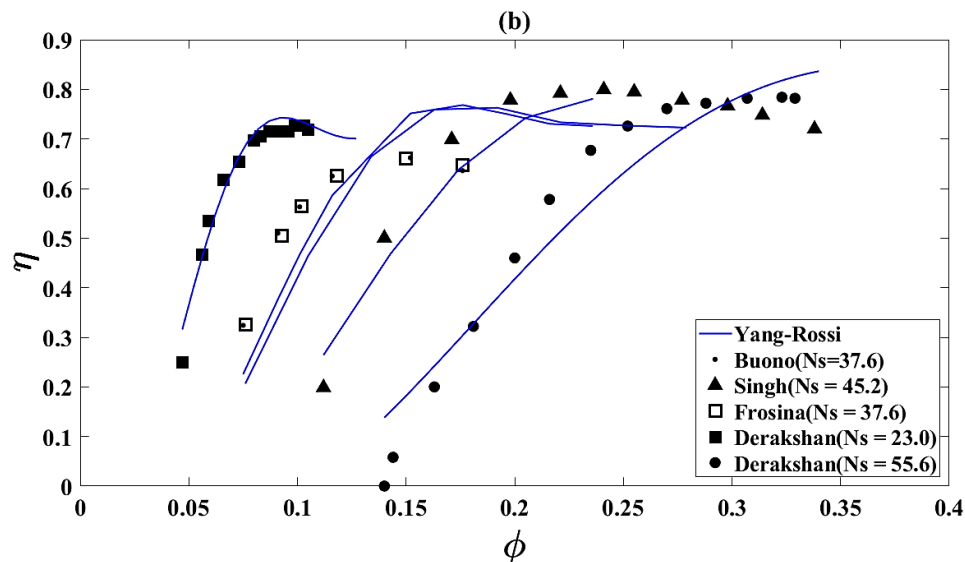 (b)
0.9
0.8
0.7
0.6
0.5
0.4
0.3
0.2
0.1
0
η
0
0.05
0.1
0.15
0.2
0.25
0.3
0.35
0.4
ϕ
Yang-Rossi
Buono(Ns=37.6)
Singh(Ns = 45.2)
Frosina(Ns = 37.6)
Derakshan(Ns = 23.0)
Derakshan(Ns = 55.6)